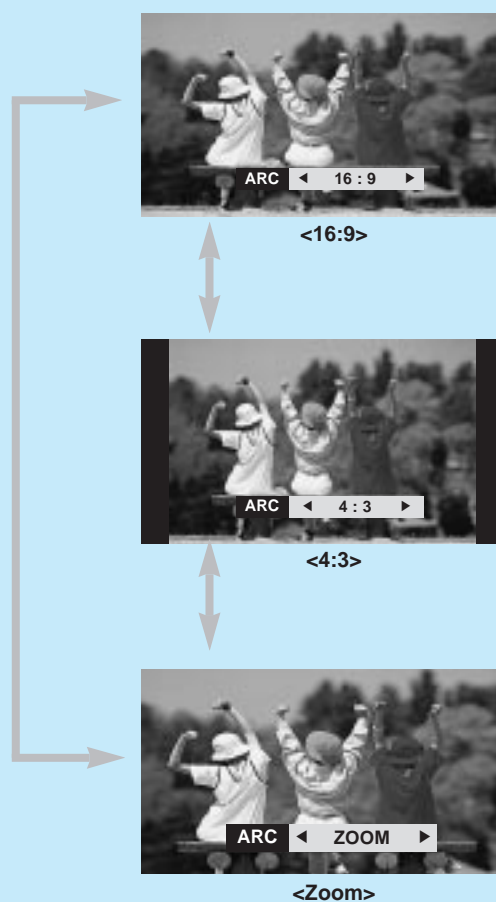 ARC ◄ 16 : 9 ►
<16:9>
ARC ◄ 4 : 3 ►
<4:3>
ARC ◄ ZOOM ►
<Zoom>